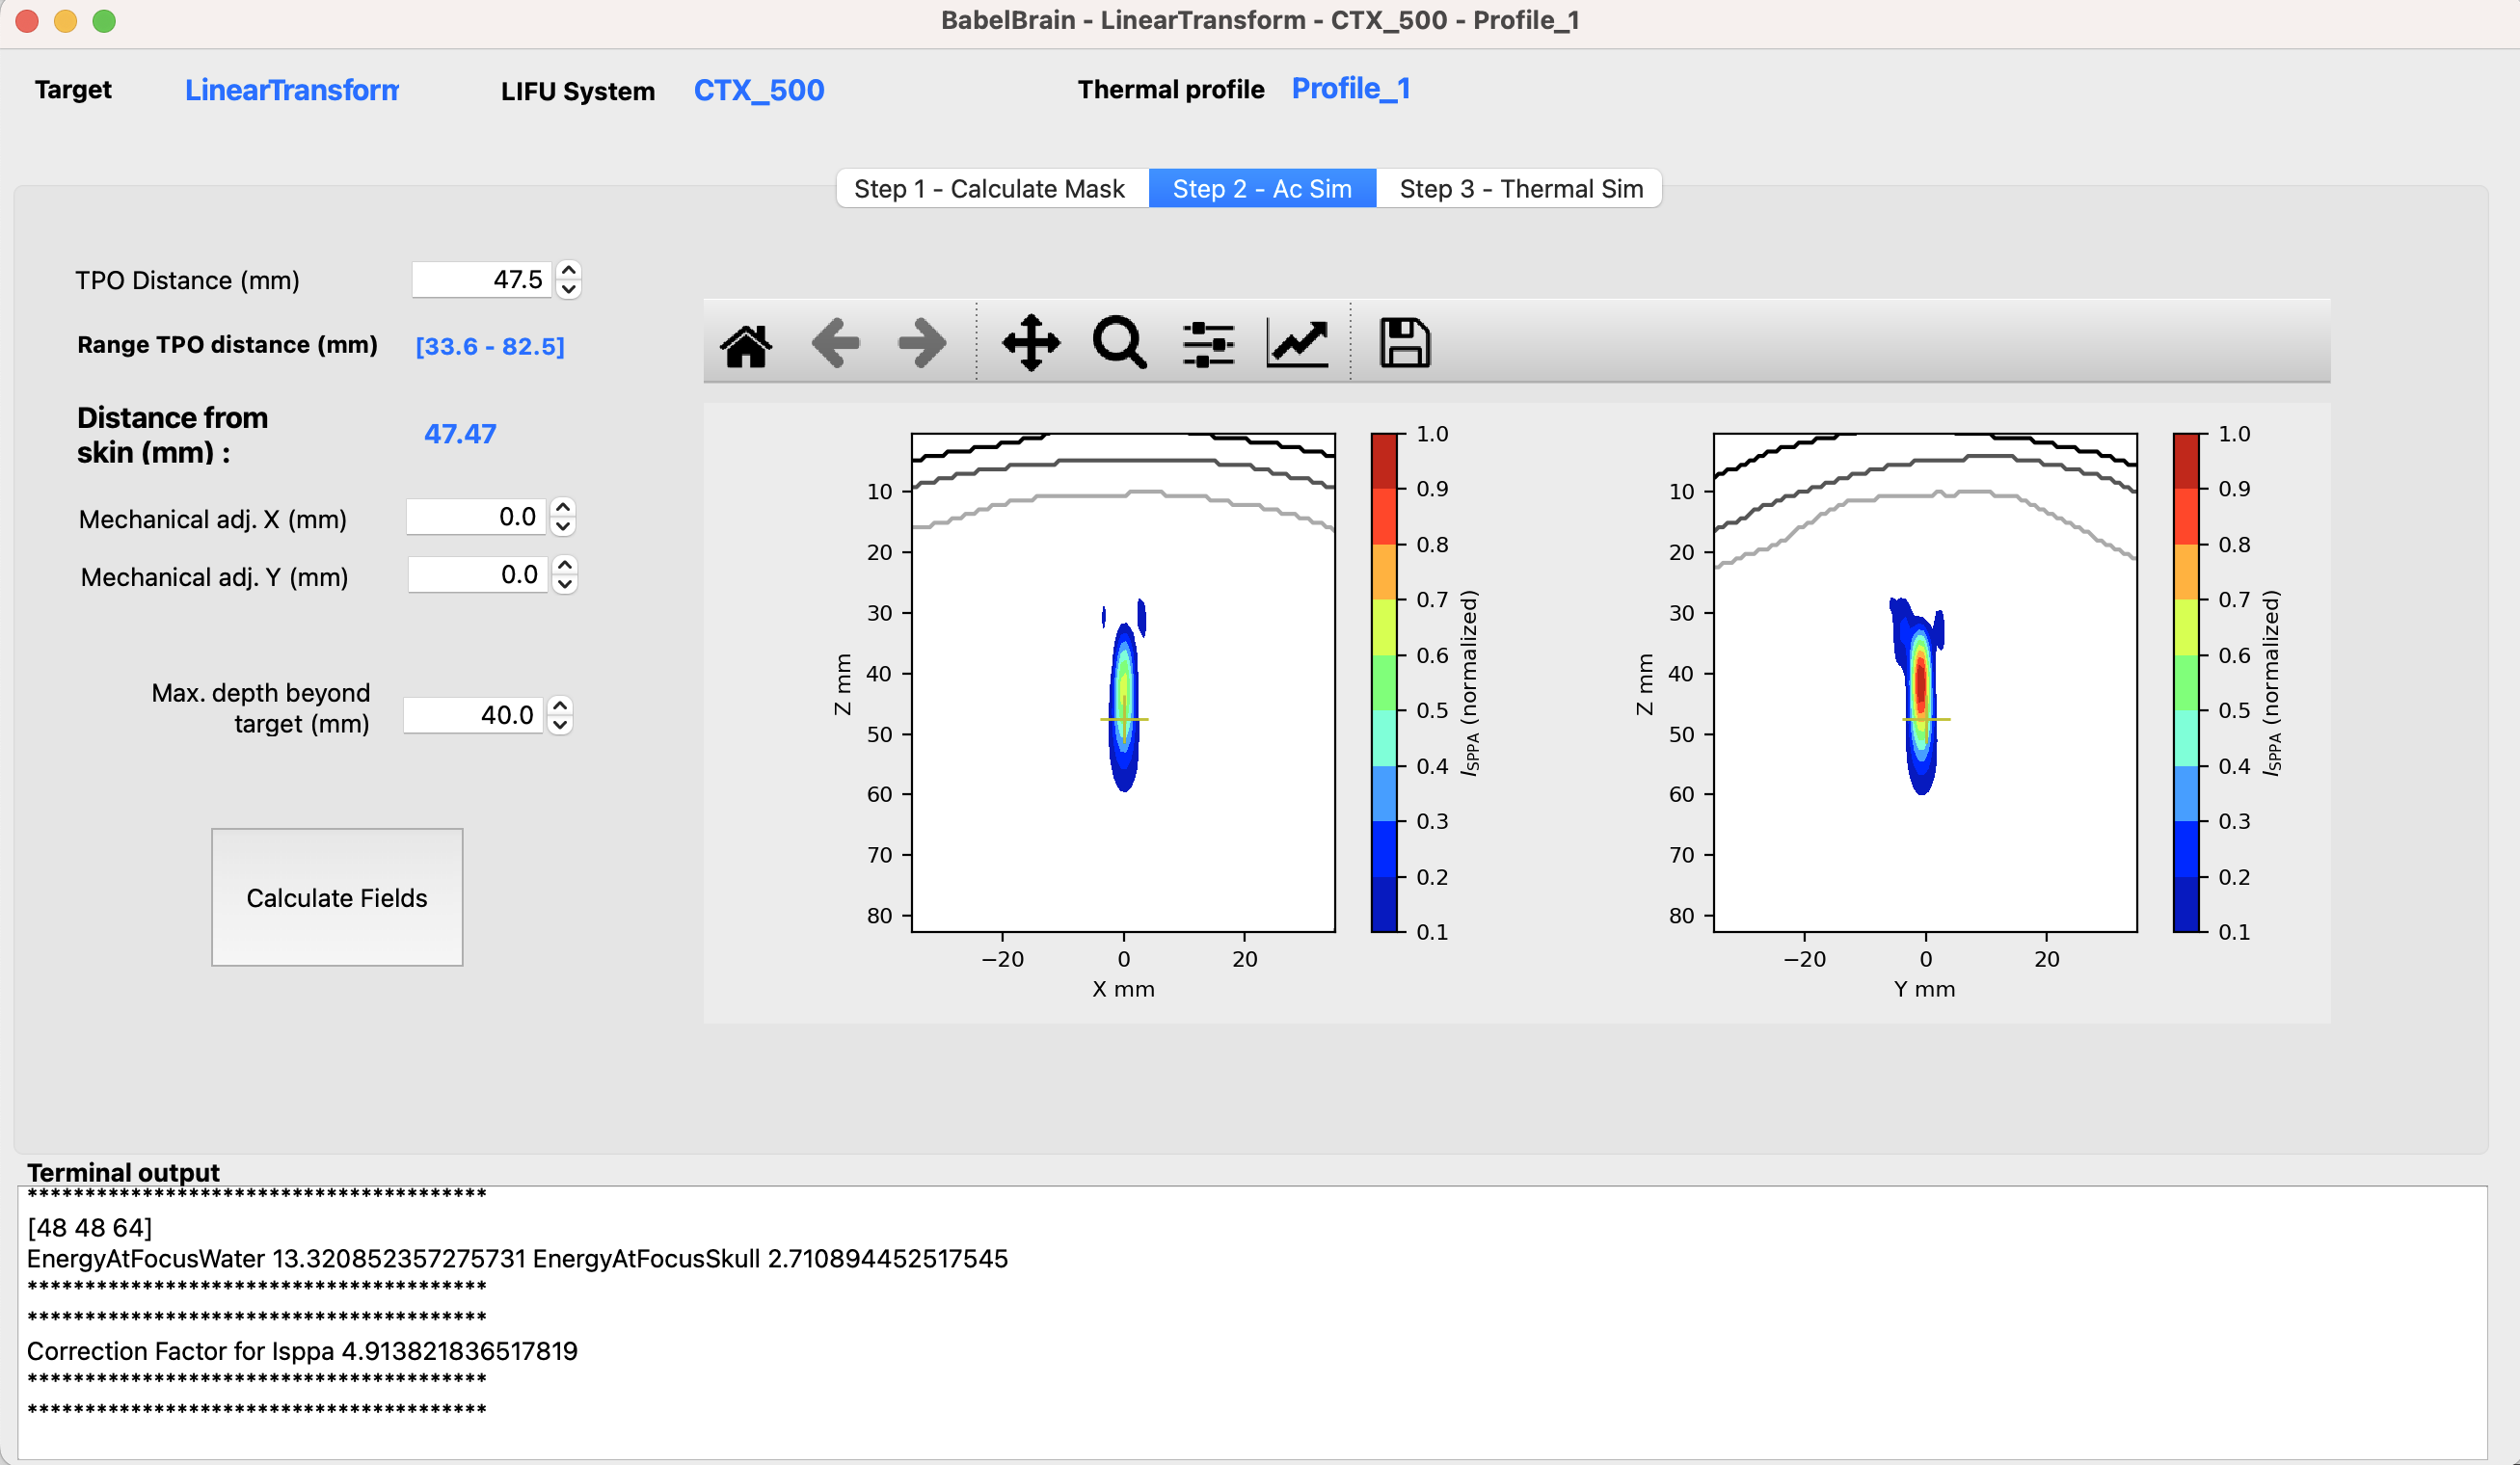 BabelBrain - LinearTransform - CTX_500 - Profile_1
Target LinearTransform LIFU System CTX_500 Thermal profile Profile_1
Step 1 - Calculate Mask Step 2 - Ac Sim Step 3 - Thermal Sim
TPO Distance (mm) 47.5
Range TPO distance (mm) [33.6 - 82.5]
Distance from
skin (mm) : 47.47
Mechanical adj. X (mm) 0.0
Mechanical adj. Y (mm) 0.0
Max. depth beyond
target (mm) 40.0
Calculate Fields
10
20
30
40
50
60
70
80
Z mm
−20 0 20
X mm
1.0
0.9
0.8
0.7
0.6
0.5
0.4
0.3
0.2
0.1
ISPPA (normalized)
10
20
30
40
50
60
70
80
Z mm
−20 0 20
Y mm
1.0
0.9
0.8
0.7
0.6
0.5
0.4
0.3
0.2
0.1
ISPPA (normalized)
Terminal output
****************************************
[48 48 64]
EnergyAtFocusWater 13.320852357275731 EnergyAtFocusSkull 2.710894452517545
****************************************
****************************************
Correction Factor for Isppa 4.913821836517819
****************************************
****************************************